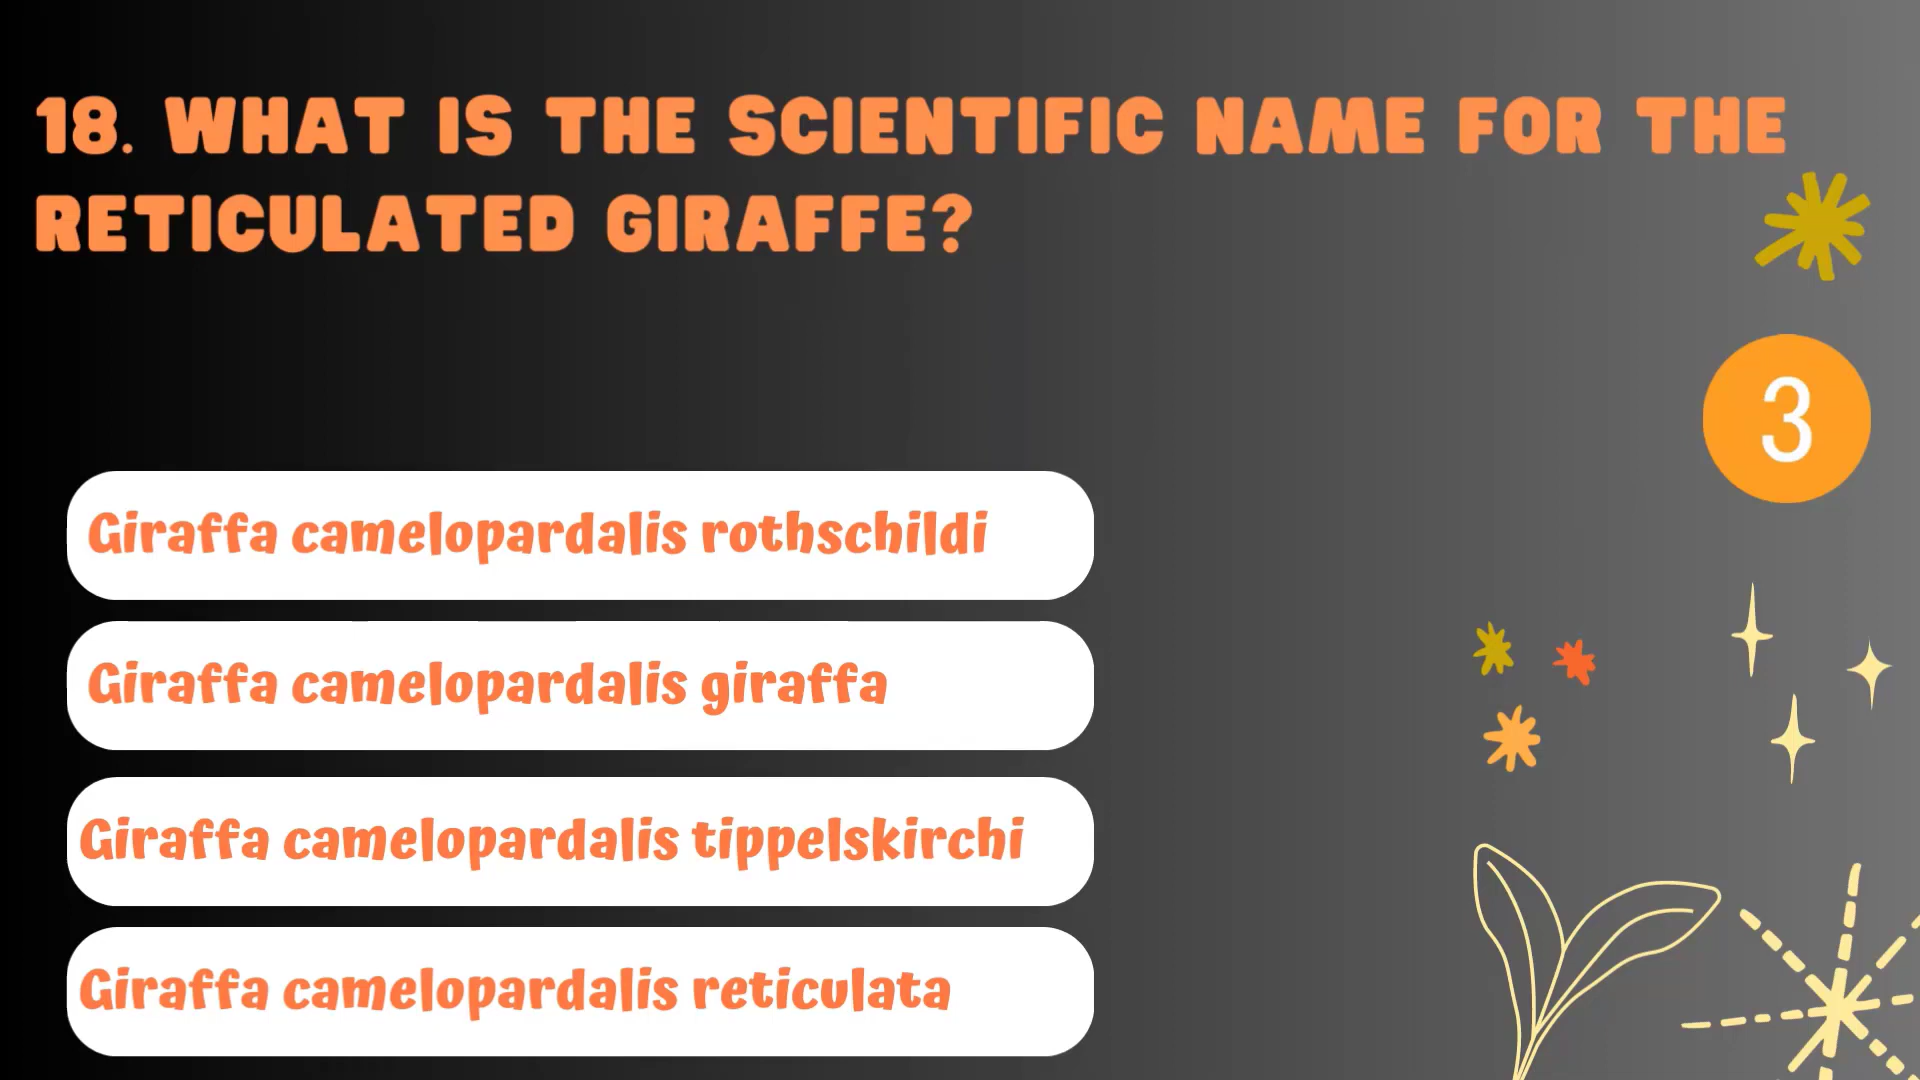 18. WHAT IS THE SCIENTIFIC NAME FOR THE
RETICULATED GIRAFFE?
3
Giraffa camelopardalis rothschildi
Giraffa camelopardalis giraffa
Giraffa camelopardalis tippelskirchi
Giraffa camelopardalis reticulata